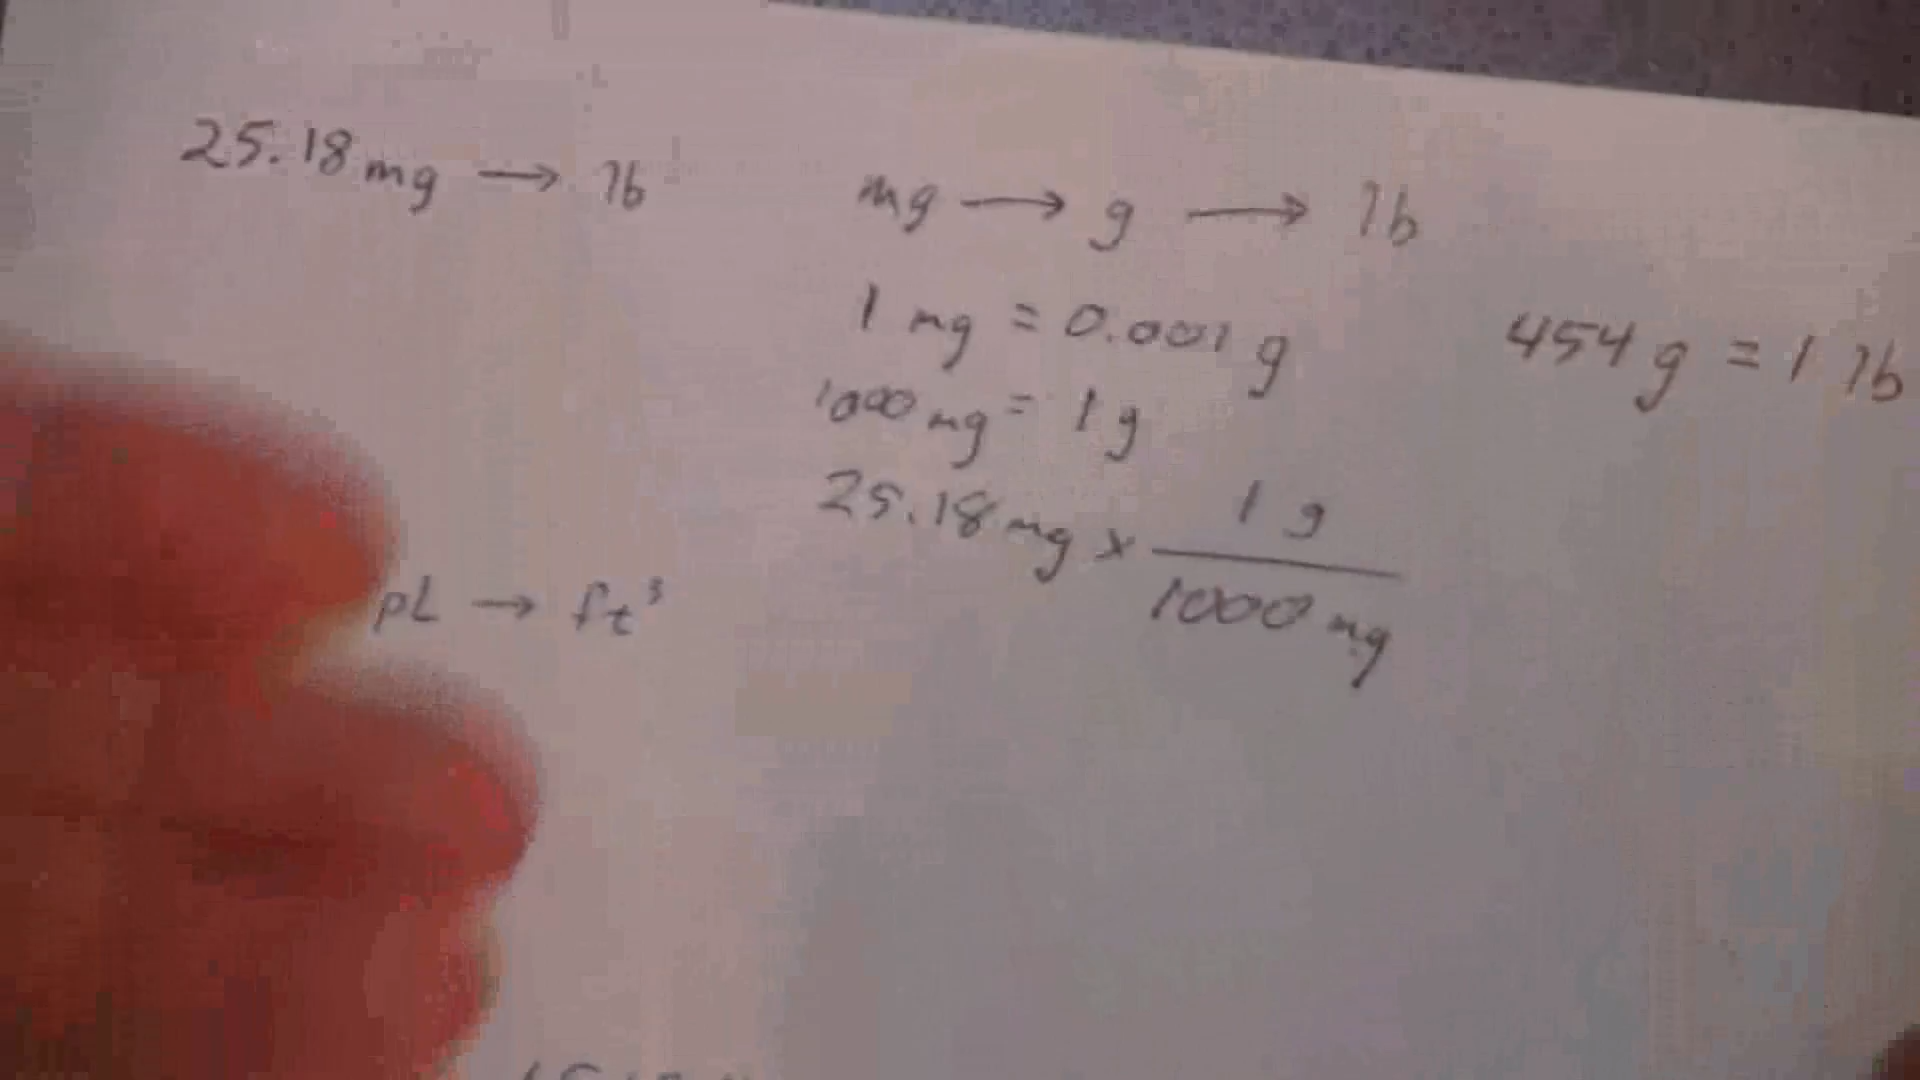 25.18 mg → lb
mg → g → lb
1 mg = 0.001 g
454 g = 1 lb
1000 mg = 1 g
25.18 mg x 1 g
1000 mg
pL → ft³